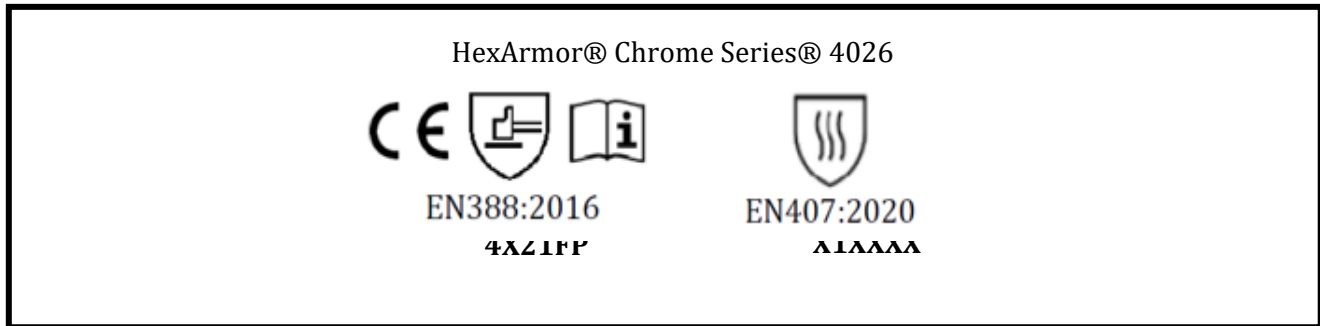 HexArmor® Chrome Series® 4026
CE i
EN388:2016 EN407:2020
4X21FP X1XXXX